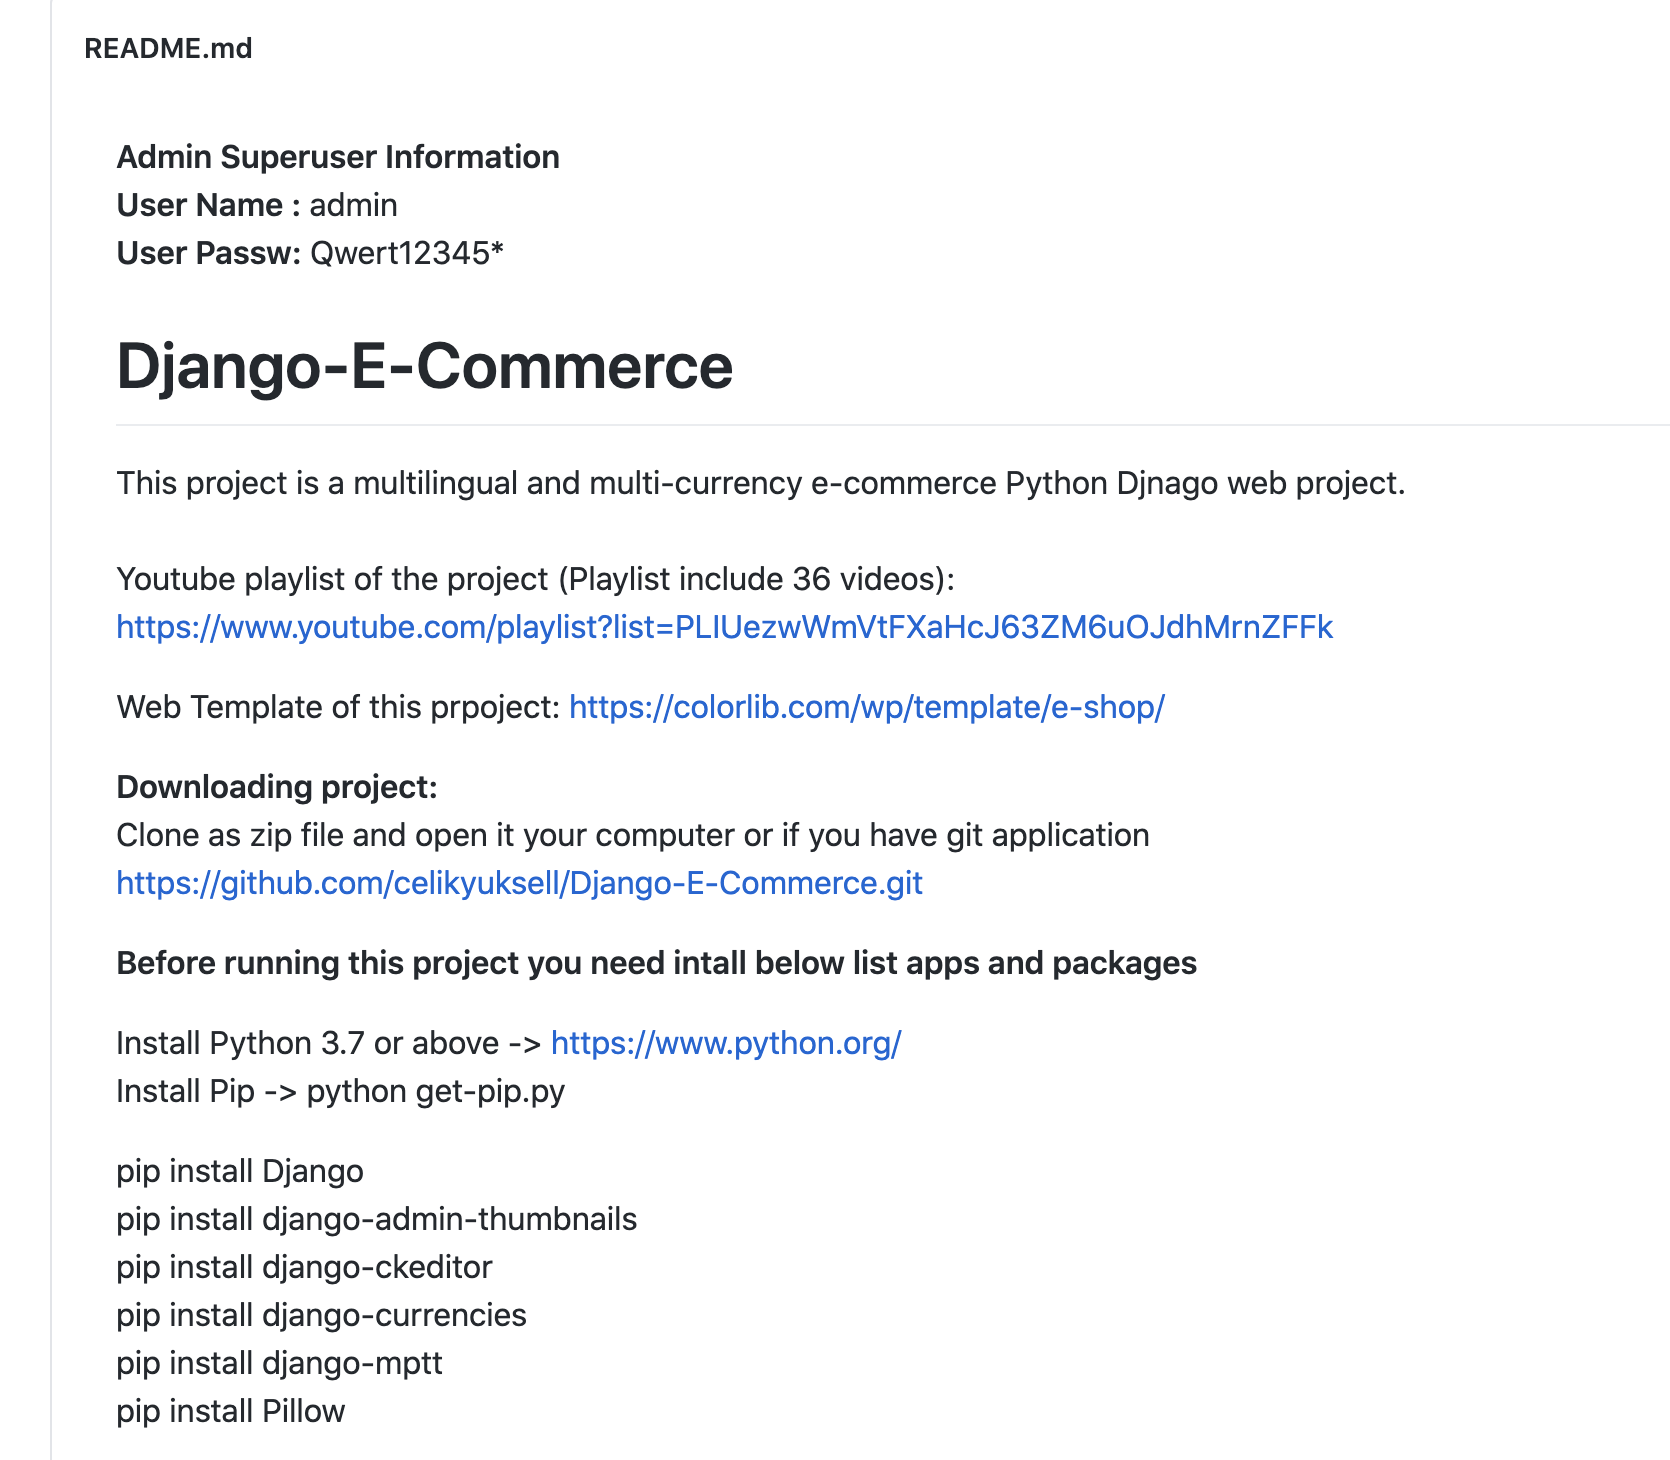 README.md
Admin Superuser Information
User Name : admin
User Passw: Qwert12345*
Django-E-Commerce
This project is a multilingual and multi-currency e-commerce Python Djnago web project.
Youtube playlist of the project (Playlist include 36 videos):
https://www.youtube.com/playlist?list=PLIUezwWmVtFXaHcJ63ZM6uOJdhMrnZFFk
Web Template of this prpoject: https://colorlib.com/wp/template/e-shop/
Downloading project:
Clone as zip file and open it your computer or if you have git application
https://github.com/celikyuksell/Django-E-Commerce.git
Before running this project you need intall below list apps and packages
Install Python 3.7 or above -> https://www.python.org/
Install Pip -> python get-pip.py
pip install Django
pip install django-admin-thumbnails
pip install django-ckeditor
pip install django-currencies
pip install django-mptt
pip install Pillow